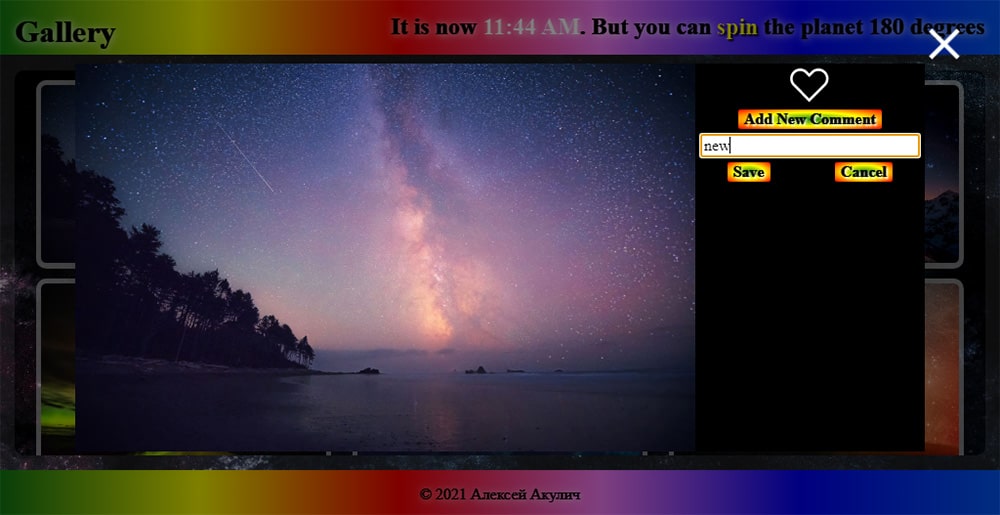 Gallery
It is now 11:44 AM. But you can spin the planet 180 degrees
Add New Comment
new
Save
Cancel
© 2021 Алексей Акулич